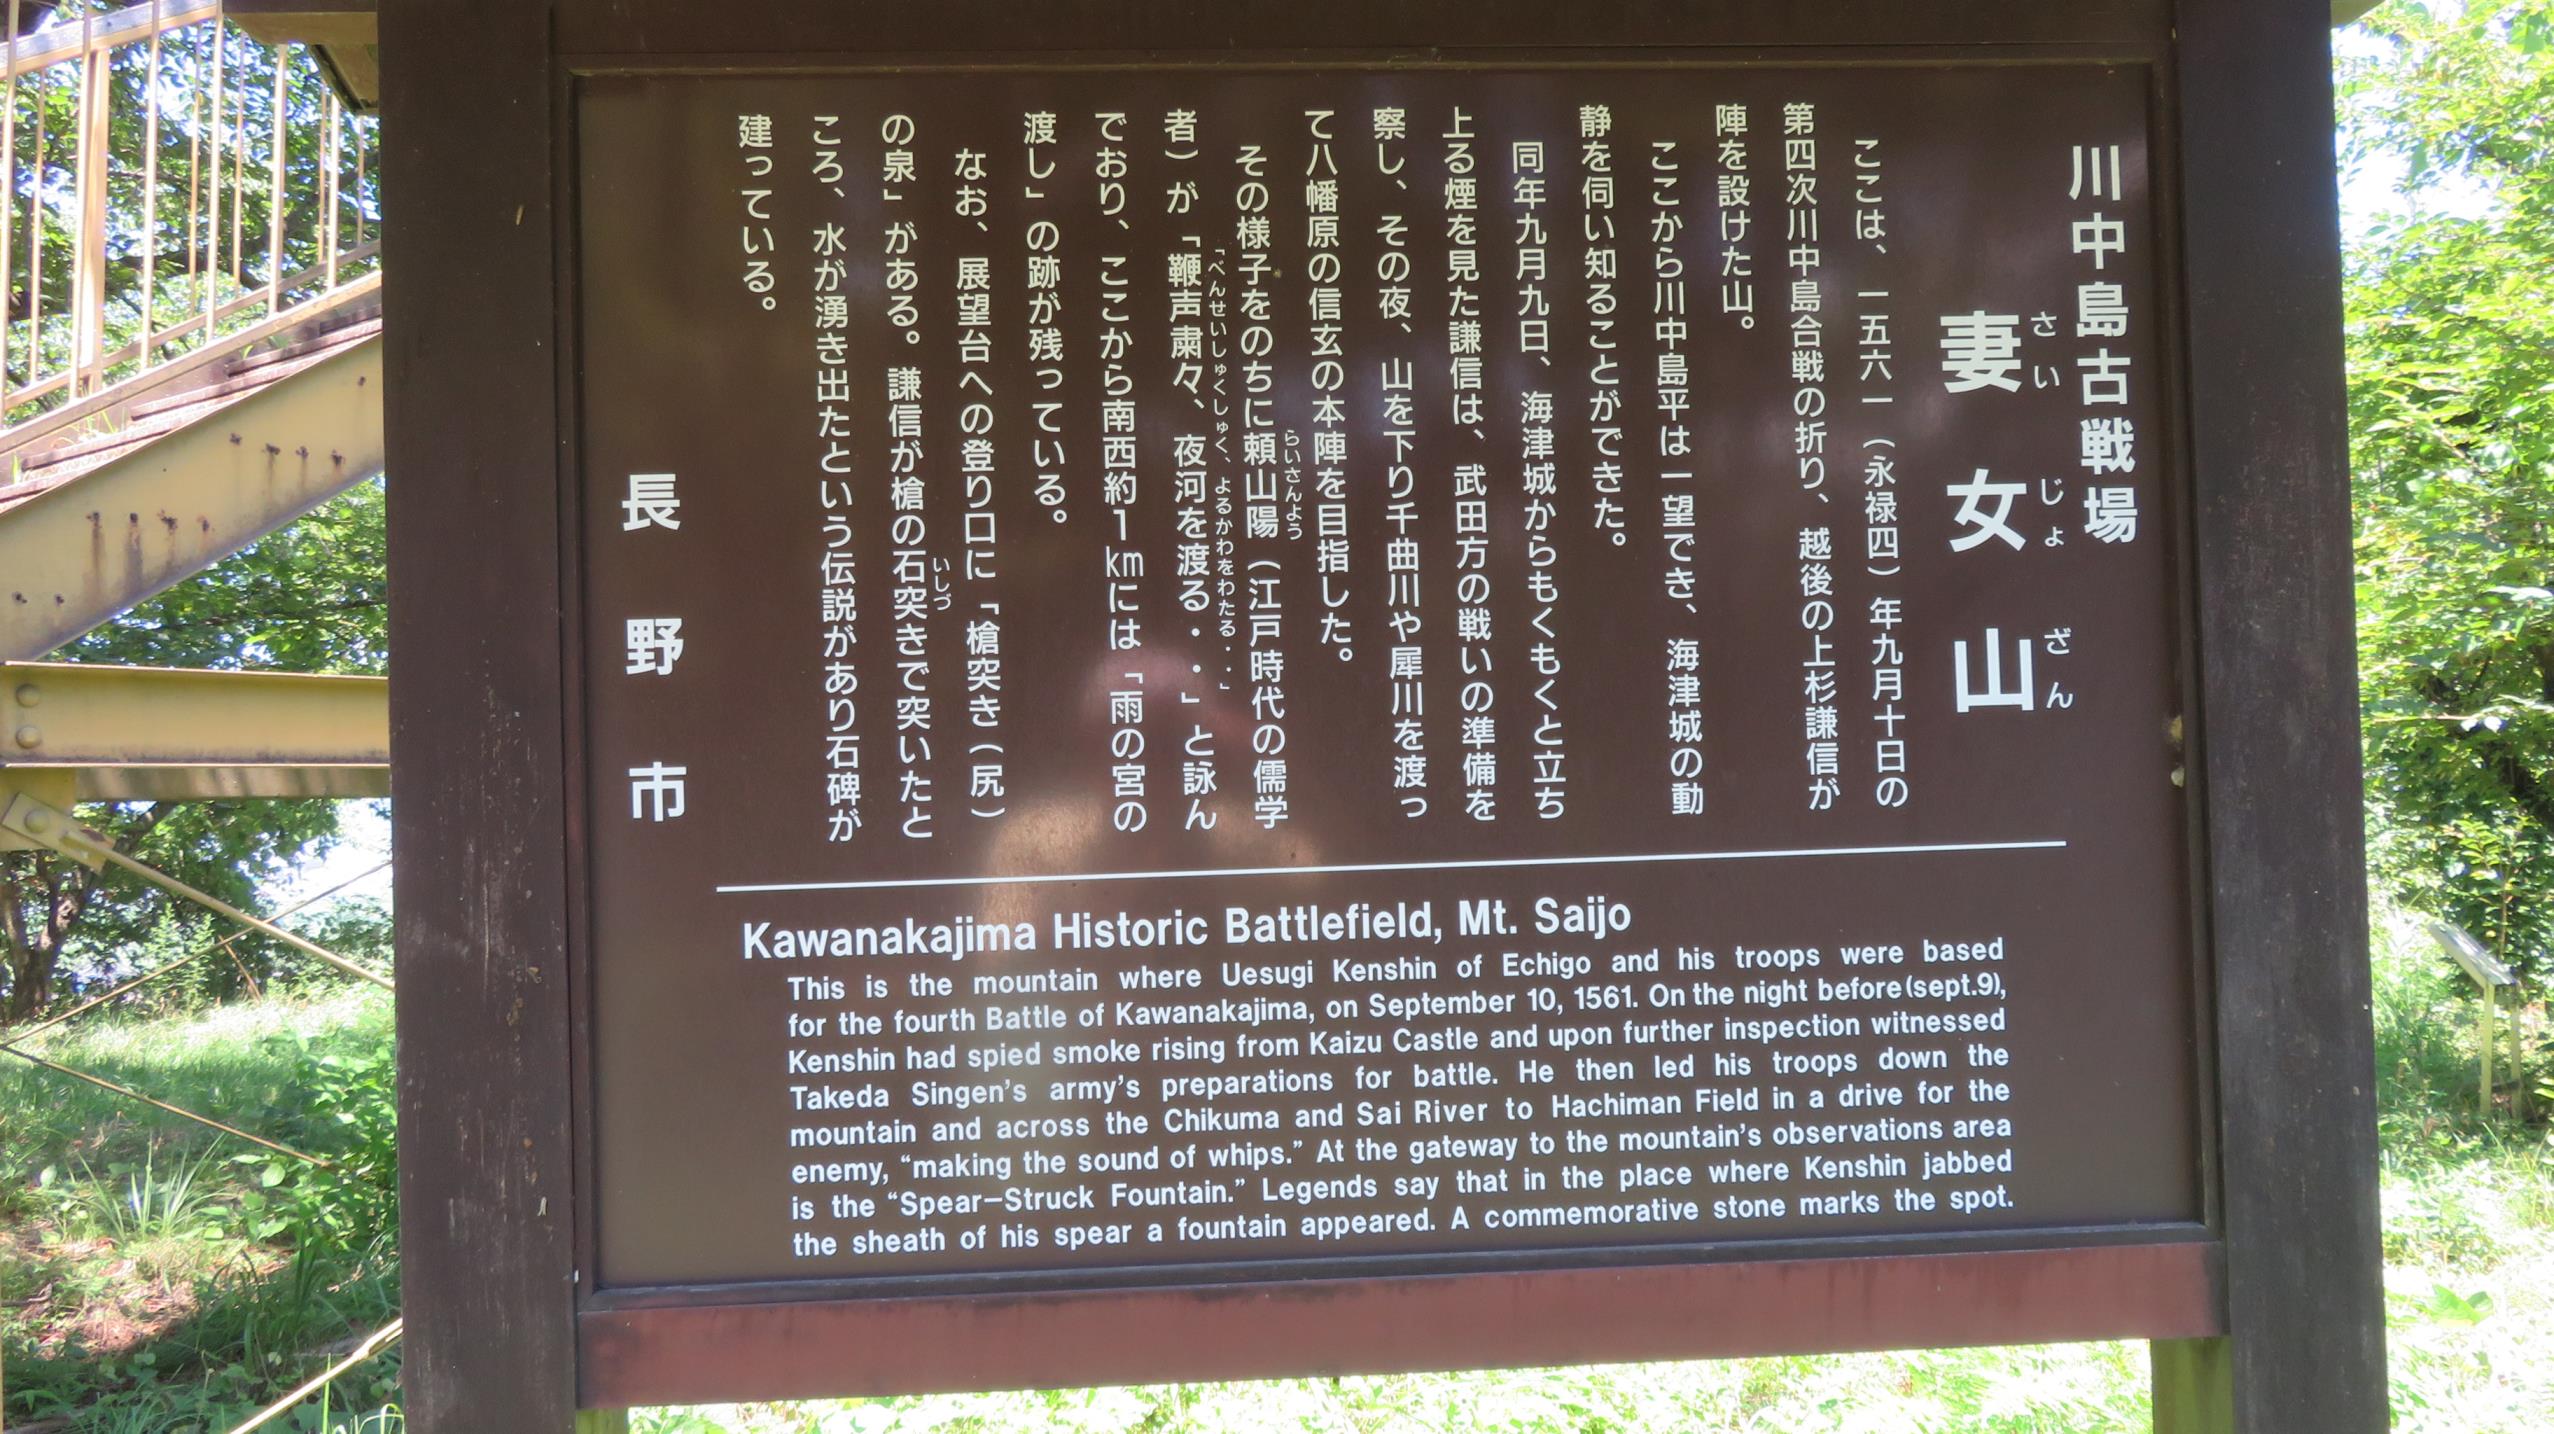 川中島古戦場
さいじょざん
妻女山
ここは、一五六一（永禄四）年九月十日の
第四次川中島合戦の折り、越後の上杉謙信が
陣を設けた山。
ここから川中島平は一望でき、海津城の動
静を伺い知ることができた。
同年九月九日、海津城からもくもくと立ち
上る煙を見た謙信は、武田方の戦いの準備を
察し、その夜、山を下り千曲川や犀川を渡っ
て八幡原の信玄の本陣を目指した。
らいさんよう
その様子をのちに頼山陽（江戸時代の儒学
「べんせいしゅくしゅく、よるかわをわたる・・・」
者）が「鞭声粛々、夜河を渡る・・」と詠ん
でおり、ここから南西約1kmには「雨の宮の
渡し」の跡が残っている。
なお、展望台への登り口に「槍突き（尻）
いしづ
の泉」がある。謙信が槍の石突きで突いたと
ころ、水が湧き出たという伝説があり石碑が
建っている。
長野市
Kawanakajima Historic Battlefield, Mt. Saijo
This is the mountain where Uesugi Kenshin of Echigo and his troops were based
for the fourth Battle of Kawanakajima, on September 10, 1561. On the night before(sept.9),
Kenshin had spied smoke rising from Kaizu Castle and upon further inspection witnessed
Takeda Singen's army's preparations for battle. He then led his troops down the
mountain and across the Chikuma and Sai River to Hachiman Field in a drive for the
enemy, “making the sound of whips.” At the gateway to the mountain's observations area
is the “Spear-Struck Fountain.” Legends say that in the place where Kenshin jabbed
the sheath of his spear a fountain appeared. A commemorative stone marks the spot.